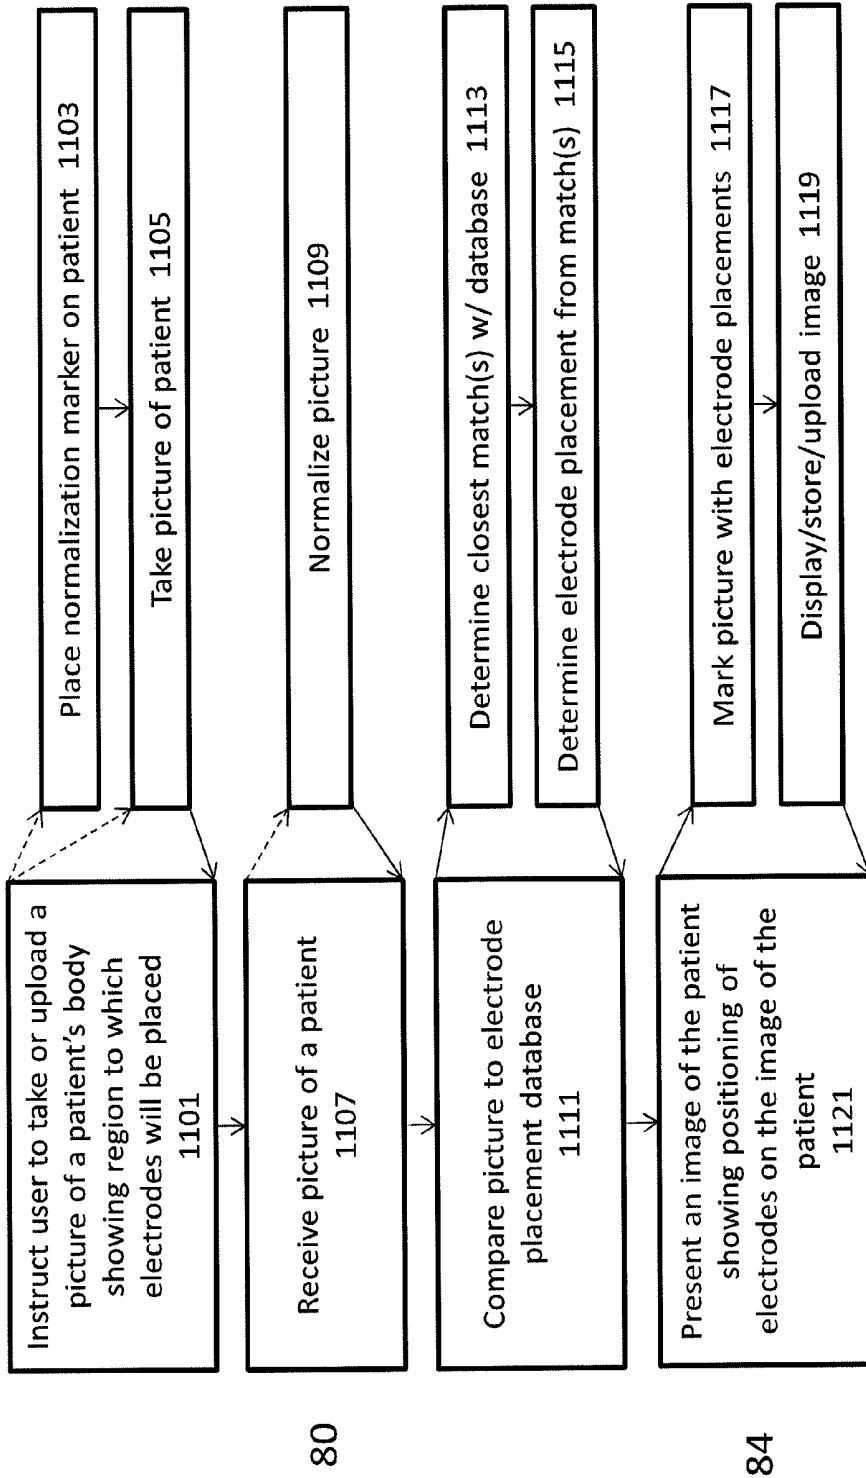 Instruct user to take or upload a
picture of a patient's body
showing region to which
electrodes will be placed
1101
Place normalization marker on patient 1103
Take picture of patient 1105
80
Receive picture of a patient
1107
Normalize picture 1109
Compare picture to electrode
placement database
1111
Determine closest match(s) w/ database 1113
Determine electrode placement from match(s) 1115
84
Present an image of the patient
showing positioning of
electrodes on the image of the
patient
1121
Mark picture with electrode placements 1117
Display/store/upload image 1119